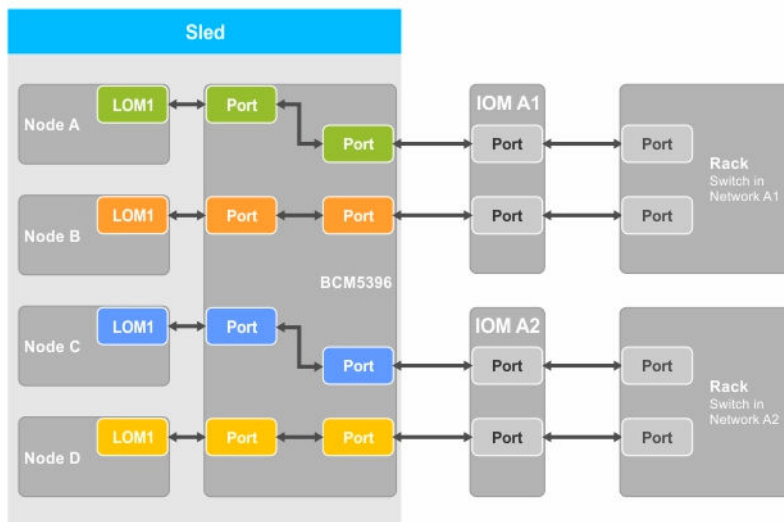 Sled
LOM1
Port
Node A
Port
IOM A1
Port
Port
Rack
Switch in
Network A1
LOM1
Port
Port
Port
Port
Node B
BCM5396
LOM1
Port
Node C
Port
IOM A2
Port
Port
Rack
Switch in
Network A2
LOM1
Port
Port
Port
Port
Node D